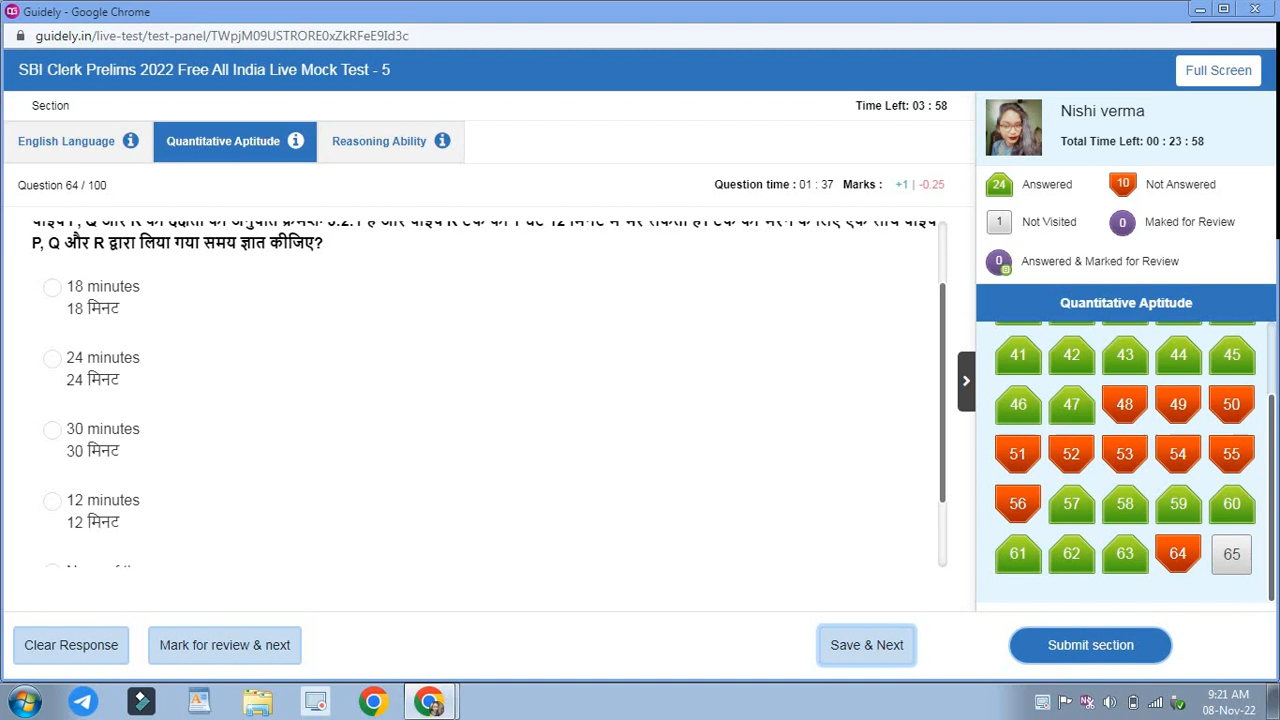 Guidely - Google Chrome
guidely.in/live-test/test-panel/TWpjM09USTRORE0xZkRFeE9Id3c
SBI Clerk Prelims 2022 Free All India Live Mock Test - 5
Full Screen
Section
Time Left: 03 : 58
English Language
Quantitative Aptitude
Reasoning Ability
Nishi verma
Total Time Left: 00 : 23 : 58
Question 64 / 100
Question time : 01 : 37 Marks : +1 | -0.25
24 Answered
10 Not Answered
1 Not Visited
0 Maked for Review
0 Answered & Marked for Review
P, Q और R द्वारा लिया गया समय ज्ञात कीजिए?
18 minutes
18 मिनट
24 minutes
24 मिनट
30 minutes
30 मिनट
12 minutes
12 मिनट
Quantitative Aptitude
41 42 43 44 45
46 47 48 49 50
51 52 53 54 55
56 57 58 59 60
61 62 63 64 65
Clear Response
Mark for review & next
Save & Next
Submit section
9:21 AM
08-Nov-22